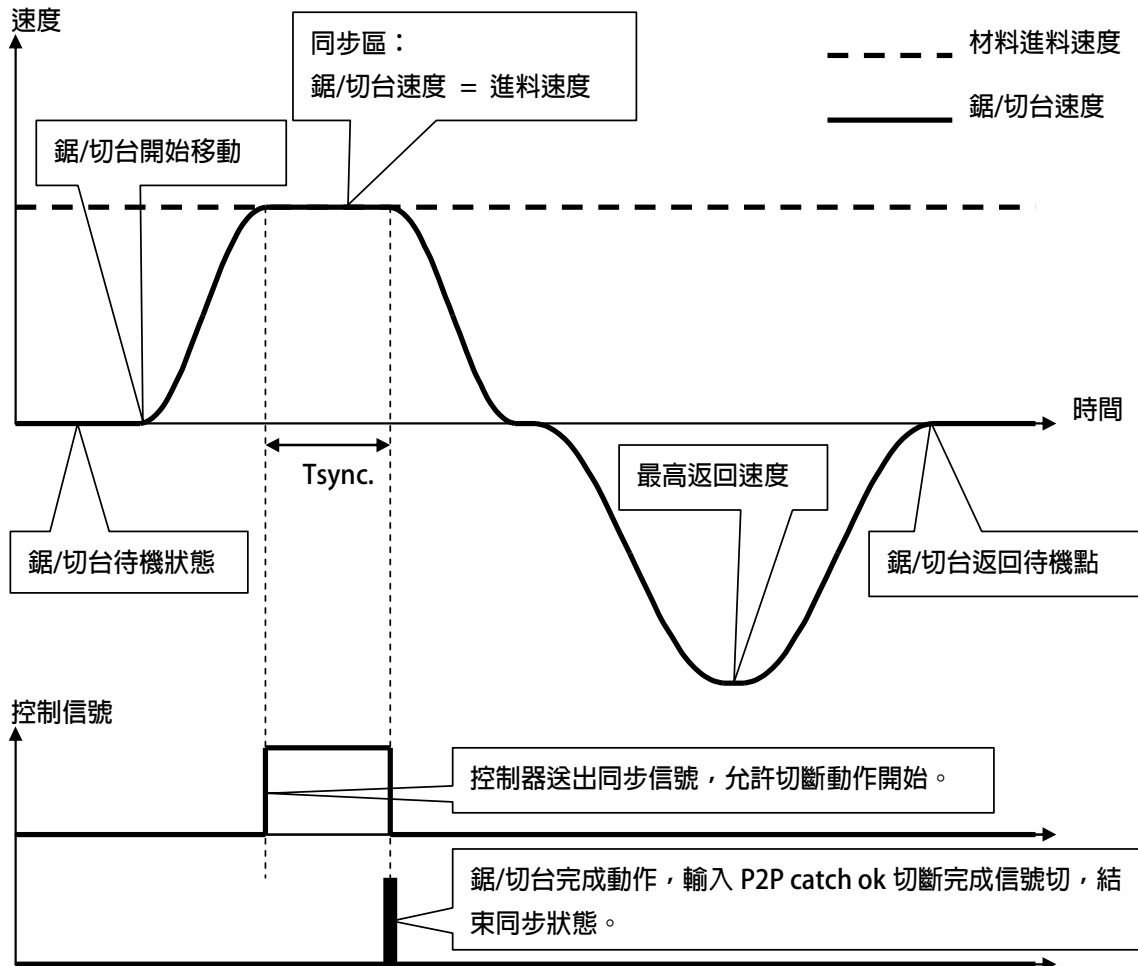 速度
同步區：
鋸/切台速度 = 進料速度
材料進料速度
鋸/切台速度
鋸/切台開始移動
時間
Tsync.
最高返回速度
鋸/切台待機狀態
鋸/切台返回待機點
控制信號
控制器送出同步信號，允許切斷動作開始。
鋸/切台完成動作，輸入 P2P catch ok 切斷完成信號切，結
束同步狀態。